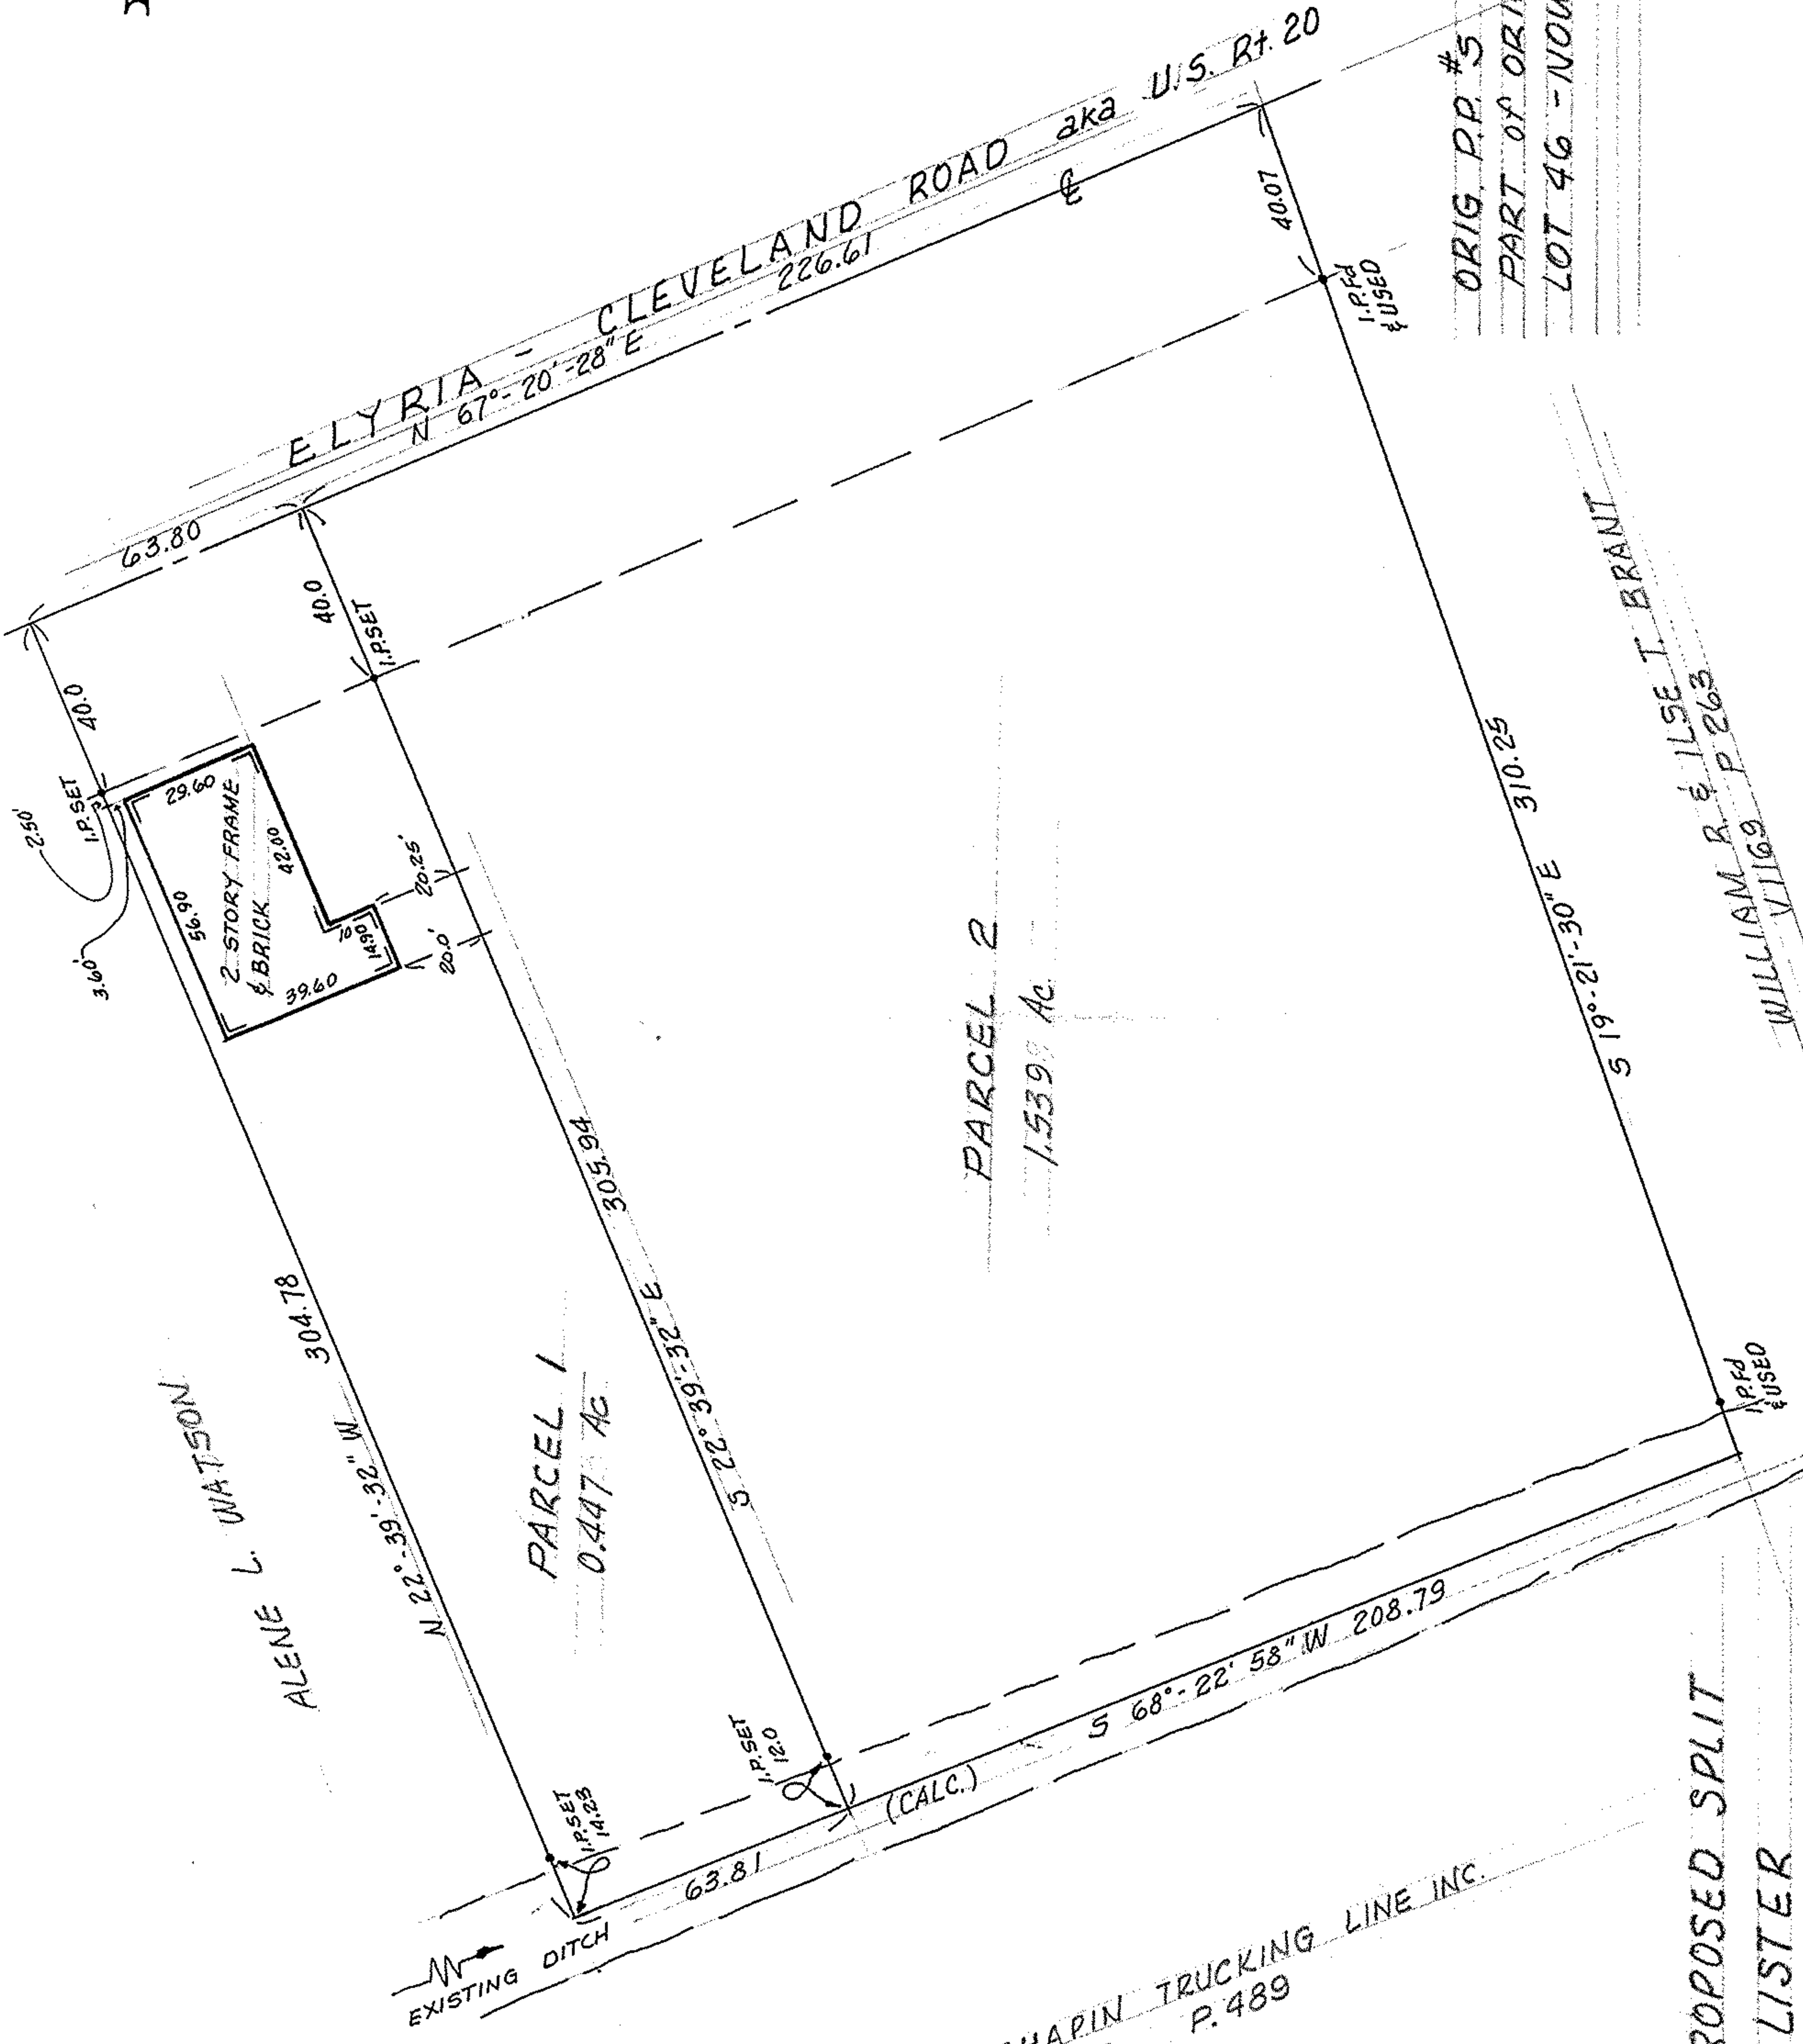 ELYRIA - CLEVELAND ROAD aka U.S. Rt. 20
N 67°-20'-28" E
226.61
℄
63.80
40.0
40.0
40.07
I.P.SET
I.P. SET
I.P.Fd
& USED
2.50'
3.60'
29.60
2 STORY FRAME
& BRICK
56.90
42.00
10
14.90
39.60
20.25'
20.0'
ORIG. P.P. #5
PART of
LOT 46 -
WILLIAM R. & ILSE T. BRANT
V1169 P 263
310.25
S 19°-21'-30" E
PARCEL 2
1.539 Ac.
305.94
S 22° 39'-32" E
304.78
N 22°-39'-32" W
ALENE L. WATSON
PARCEL 1
0.447 Ac
I.P.Fd
& USED
I.P.SET
12.0
I.P.SET
14.23
63.81
(CALC.)
S 68°-22' 58" W 208.79
EXISTING DITCH
TRUCKING LINE INC.
P. 489
SPLIT
LISTER